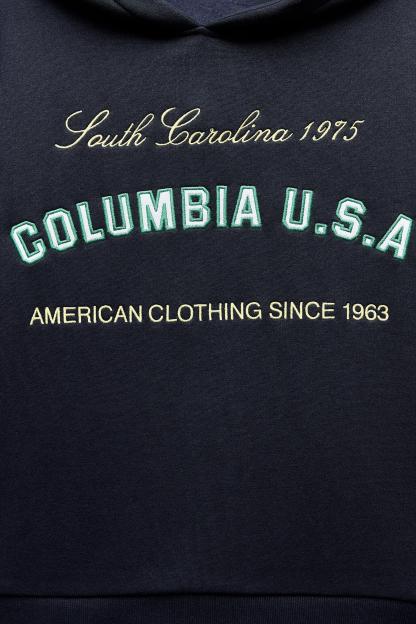 South Carolina 1975
COLUMBIA U.S.A
AMERICAN CLOTHING SINCE 1963